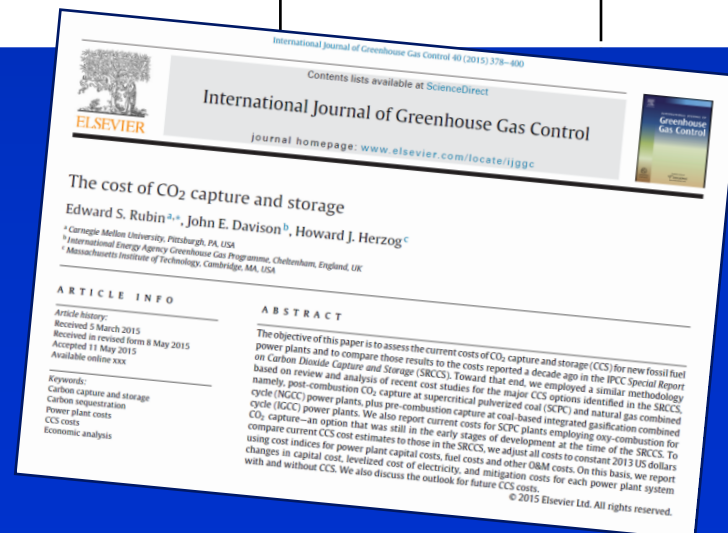 International Journal of Greenhouse Gas Control 40 (2015) 378–400
Contents lists available at ScienceDirect
International Journal of Greenhouse Gas Control
journal homepage: www.elsevier.com/locate/ijggc
ELSEVIER
Greenhouse
Gas Control
The cost of CO₂ capture and storage
Edward S. Rubin a,*, John E. Davison b, Howard J. Herzog c
a Carnegie Mellon University, Pittsburgh, PA, USA
b International Energy Agency Greenhouse Gas Programme, Cheltenham, England, UK
c Massachusetts Institute of Technology, Cambridge, MA, USA
ARTICLE INFO
Article history:
Received 5 March 2015
Received in revised form 8 May 2015
Accepted 11 May 2015
Available online xxx
Keywords:
Carbon capture and storage
Carbon sequestration
Power plant costs
CCS costs
Economic analysis
ABSTRACT
The objective of this paper is to assess the current costs of CO₂ capture and storage (CCS) for new fossil fuel
power plants and to compare those results to the costs reported a decade ago in the IPCC Special Report
on Carbon Dioxide Capture and Storage (SRCCS). Toward that end, we employed a similar methodology
based on review and analysis of recent cost studies for the major CCS options identified in the SRCCS,
namely, post-combustion CO₂ capture at supercritical pulverized coal (SCPC) and natural gas combined
cycle (NGCC) power plants, plus pre-combustion capture at coal-based integrated gasification combined
cycle (IGCC) power plants. We also report current costs for SCPC plants employing oxy-combustion for
CO₂ capture—an option that was still in the early stages of development at the time of the SRCCS. To
compare current CCS cost estimates to those in the SRCCS, we adjust all costs to constant 2013 US dollars
using cost indices for power plant capital costs, fuel costs and other O&M costs. On this basis, we report
changes in capital cost, levelized cost of electricity, and mitigation costs for each power plant system
with and without CCS. We also discuss the outlook for future CCS costs.
© 2015 Elsevier Ltd. All rights reserved.